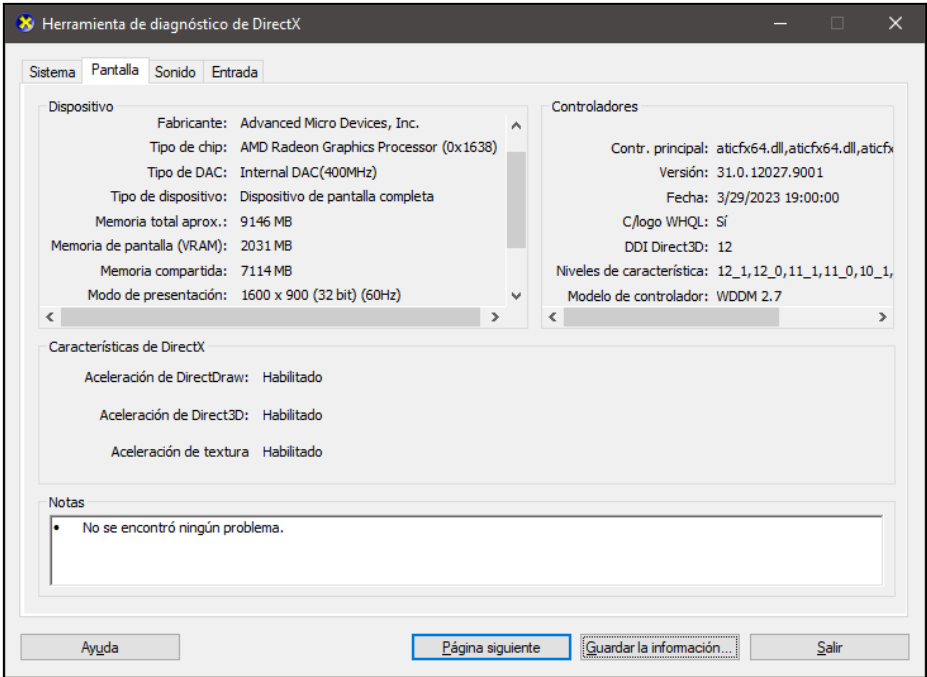 Herramienta de diagnóstico de DirectX
Sistema Pantalla Sonido Entrada
Dispositivo
Fabricante: Advanced Micro Devices, Inc.
Tipo de chip: AMD Radeon Graphics Processor (0x1638)
Tipo de DAC: Internal DAC(400MHz)
Tipo de dispositivo: Dispositivo de pantalla completa
Memoria total aprox.: 9146 MB
Memoria de pantalla (VRAM): 2031 MB
Memoria compartida: 7114 MB
Modo de presentación: 1600 x 900 (32 bit) (60Hz)
Controladores
Contr. principal: aticfx64.dll,aticfx64.dll,aticfx
Versión: 31.0.12027.9001
Fecha: 3/29/2023 19:00:00
C/logo WHQL: Sí
DDI Direct3D: 12
Niveles de característica: 12_1,12_0,11_1,11_0,10_1,
Modelo de controlador: WDDM 2.7
Características de DirectX
Aceleración de DirectDraw: Habilitado
Aceleración de Direct3D: Habilitado
Aceleración de textura Habilitado
Notas
• No se encontró ningún problema.
Ayuda Página siguiente Guardar la información... Salir